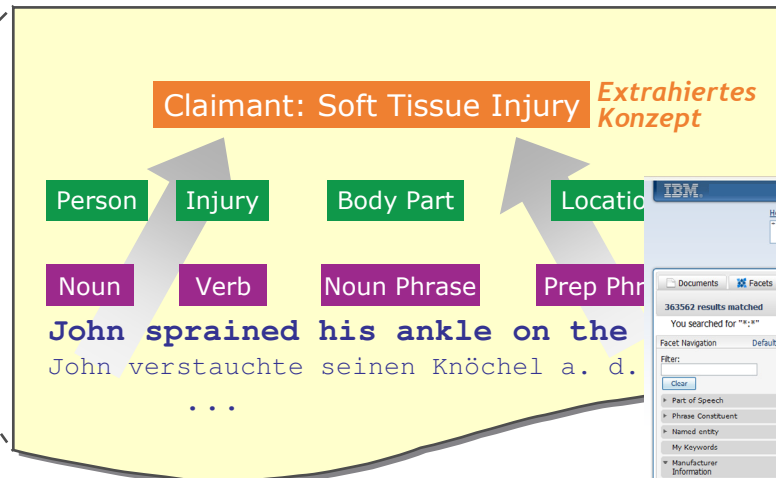 Claimant: Soft Tissue Injury
Extrahiertes
Konzept
Person Injury Body Part Locatio
Noun Verb Noun Phrase Prep Phr
John sprained his ankle on the
John verstauchte seinen Knöchel a. d.
...
IBM.
Documents Facets
363562 results matched
You searched for "*:*"
Facet Navigation Default
Filter:
Clear
Part of Speech
Phrase Constituent
Named entity
My Keywords
Manufacturer
Information